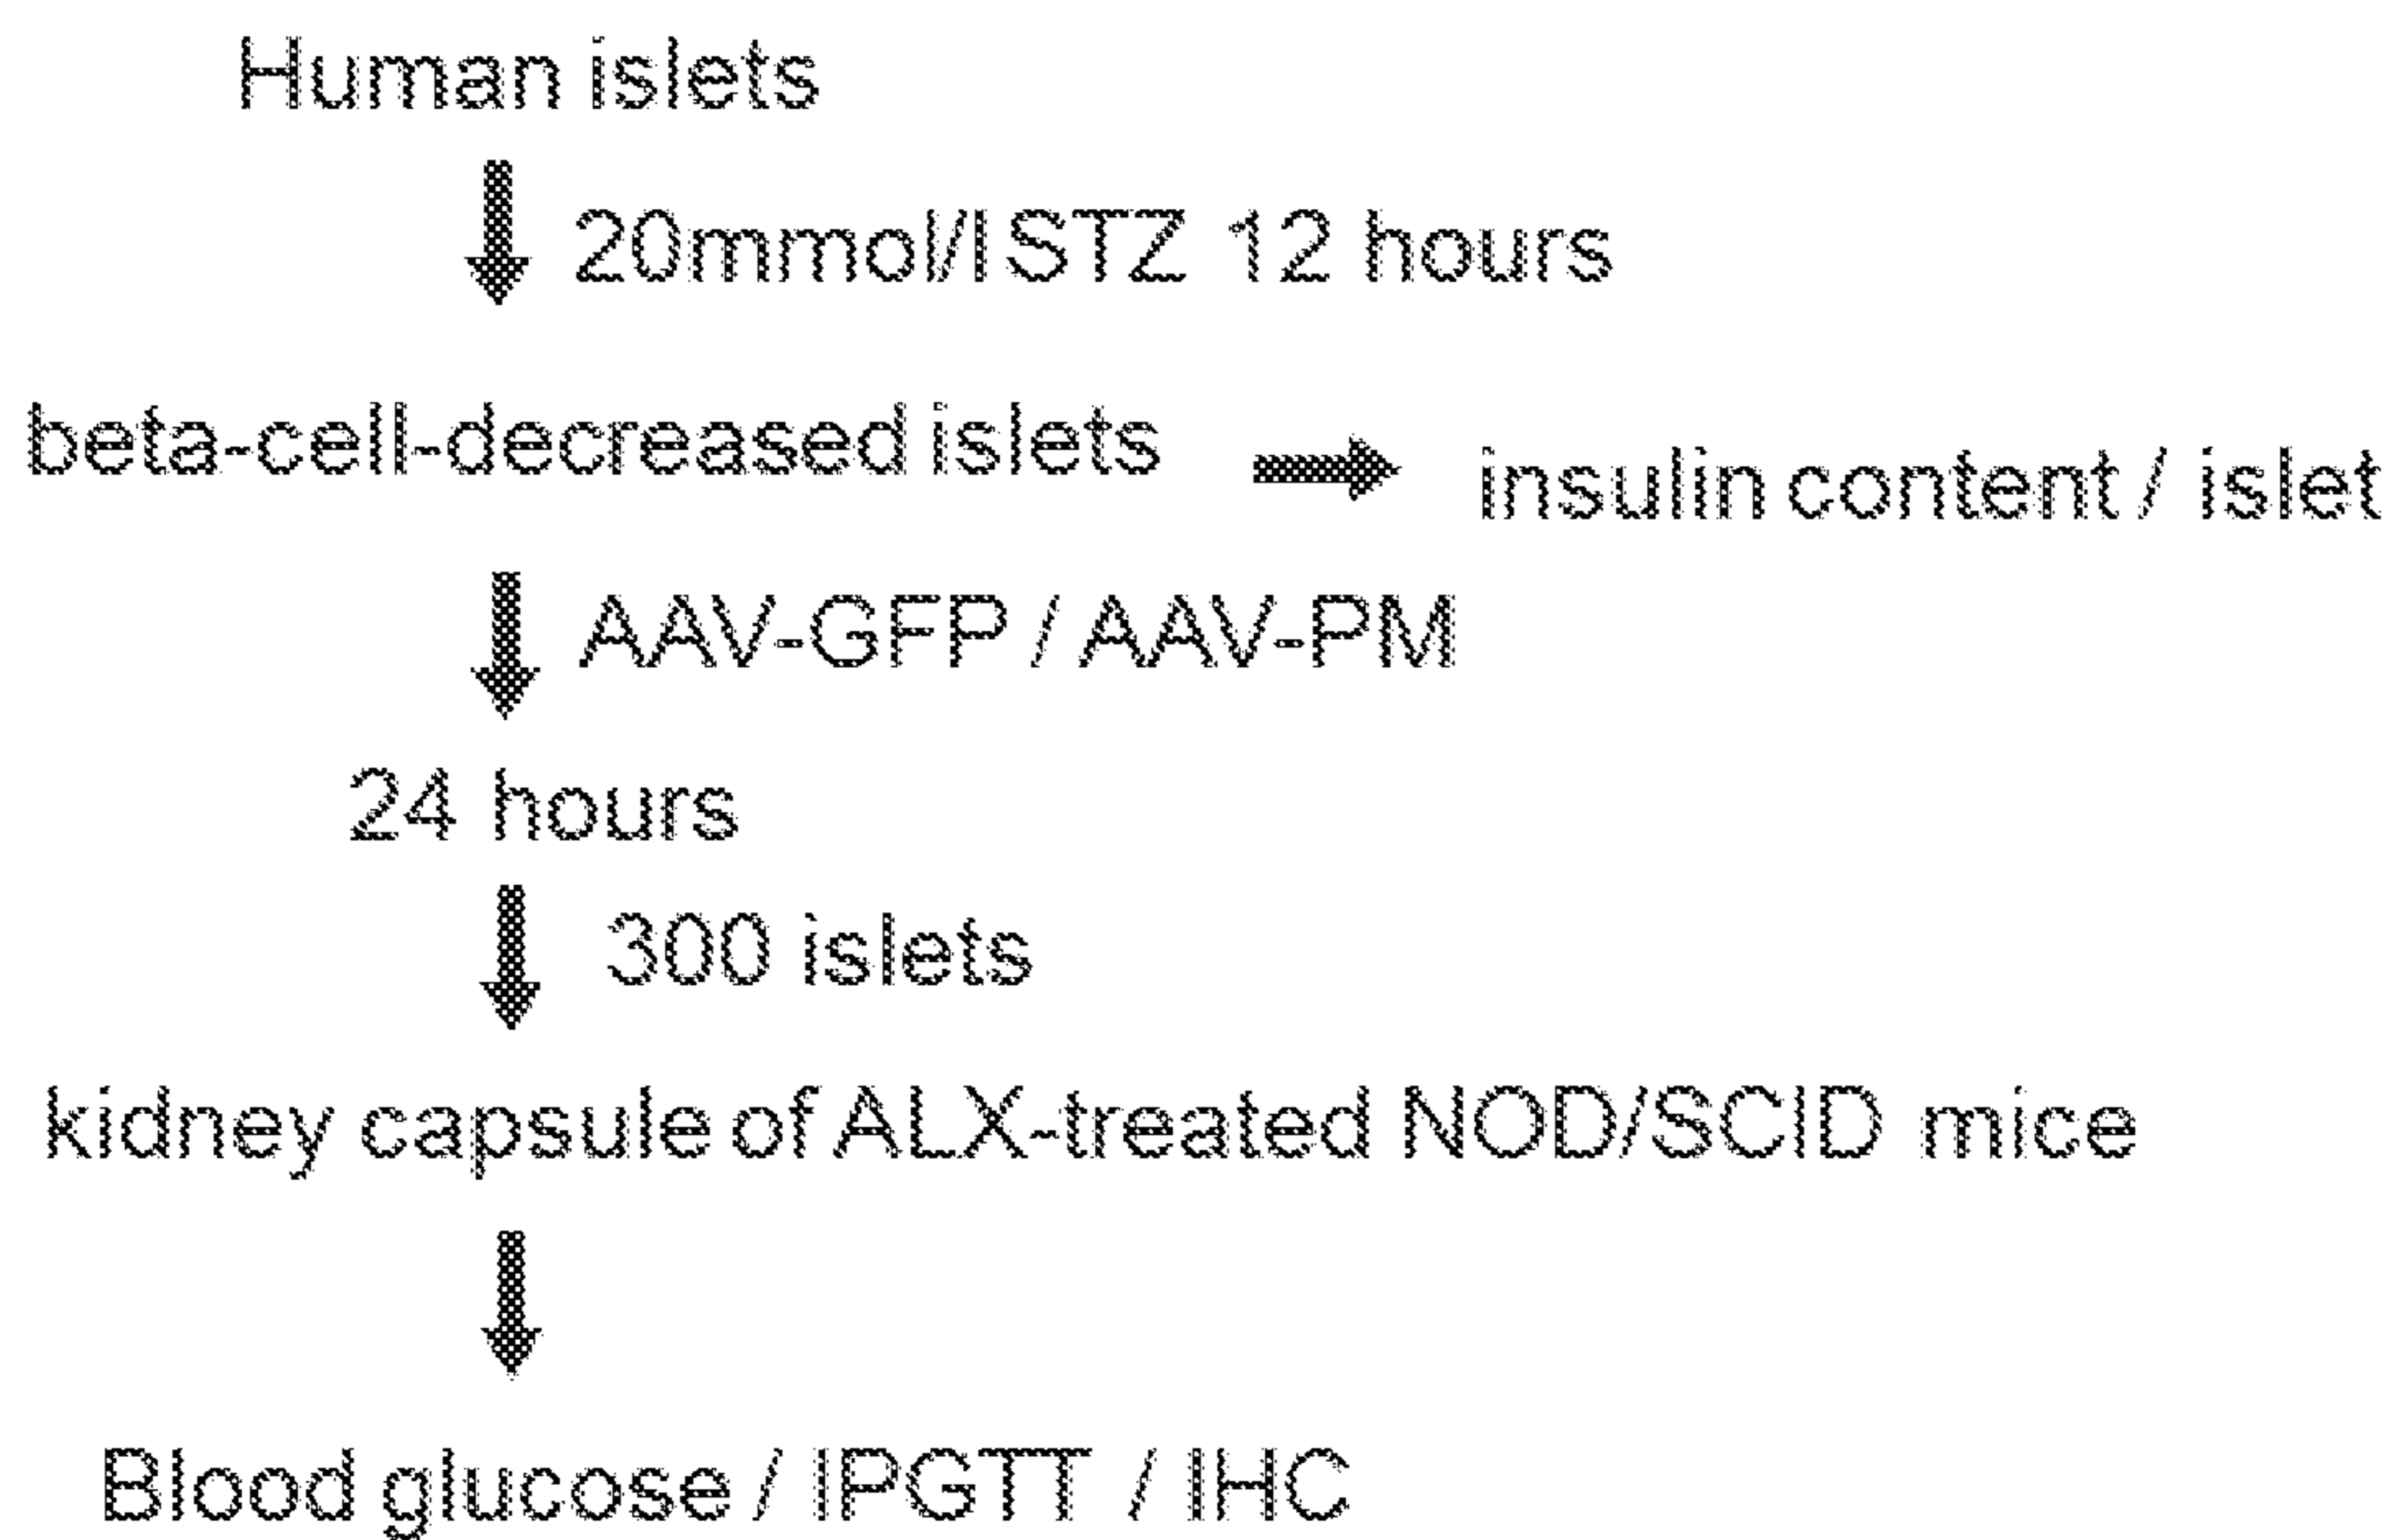 Human islets
20mmol/l STZ 12 hours
beta-cell-decreased islets
insulin content / islet
AAV-GFP / AAV-PM
24 hours
300 islets
kidney capsule of ALX-treated NOD/SCID mice
Blood glucose / IPGTT / IHC